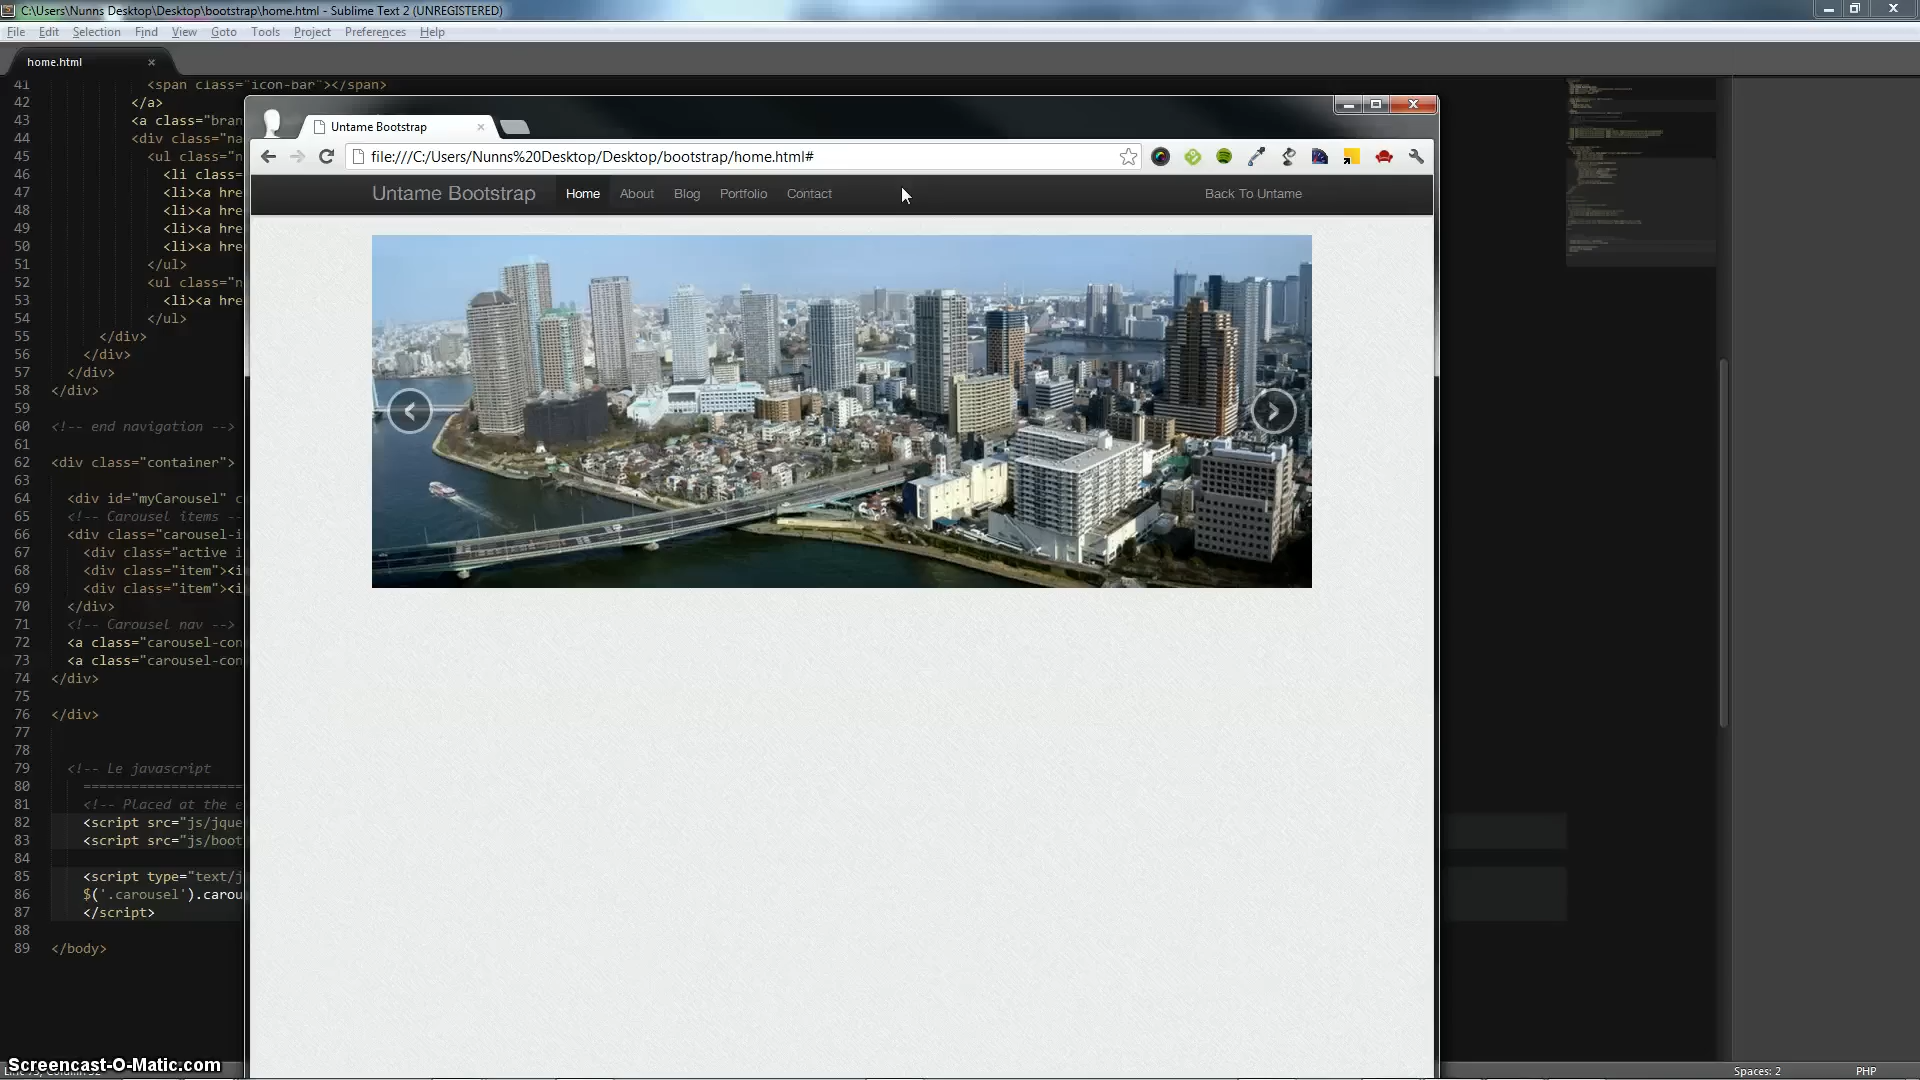 C:\Users\Nunns Desktop\Desktop\bootstrap\home.html - Sublime Text 2 (UNREGISTERED)
File Edit Selection Find View Goto Tools Project Preferences Help
home.html
41 <span class="icon-bar"></span>
42 </a>
43 <a class="bran
44 <div class="na
45 <ul class="n
46 <li class=
47 <li><a hre
48 <li><a hre
49 <li><a hre
50 <li><a hre
51 </ul>
52 <ul class="n
53 <li><a hre
54 </ul>
55 </div>
56 </div>
57 </div>
58 </div>
59
60 <!-- end navigation -->
61
62 <div class="container">
63
64 <div id="myCarousel" c
65 <!-- Carousel items --
66 <div class="carousel-i
67 <div class="active i
68 <div class="item"><i
69 <div class="item"><i
70 </div>
71 <!-- Carousel nav -->
72 <a class="carousel-con
73 <a class="carousel-con
74 </div>
75
76 </div>
77
78
79 <!-- Le javascript
80 ====================
81 <!-- Placed at the e
82 <script src="js/jque
83 <script src="js/boot
84
85 <script type="text/j
86 $('.carousel').carou
87 </script>
88
89 </body>
Untame Bootstrap
file:///C:/Users/Nunns%20Desktop/Desktop/bootstrap/home.html#
Untame Bootstrap Home About Blog Portfolio Contact Back To Untame
Screencast-O-Matic.com
Spaces: 2 PHP